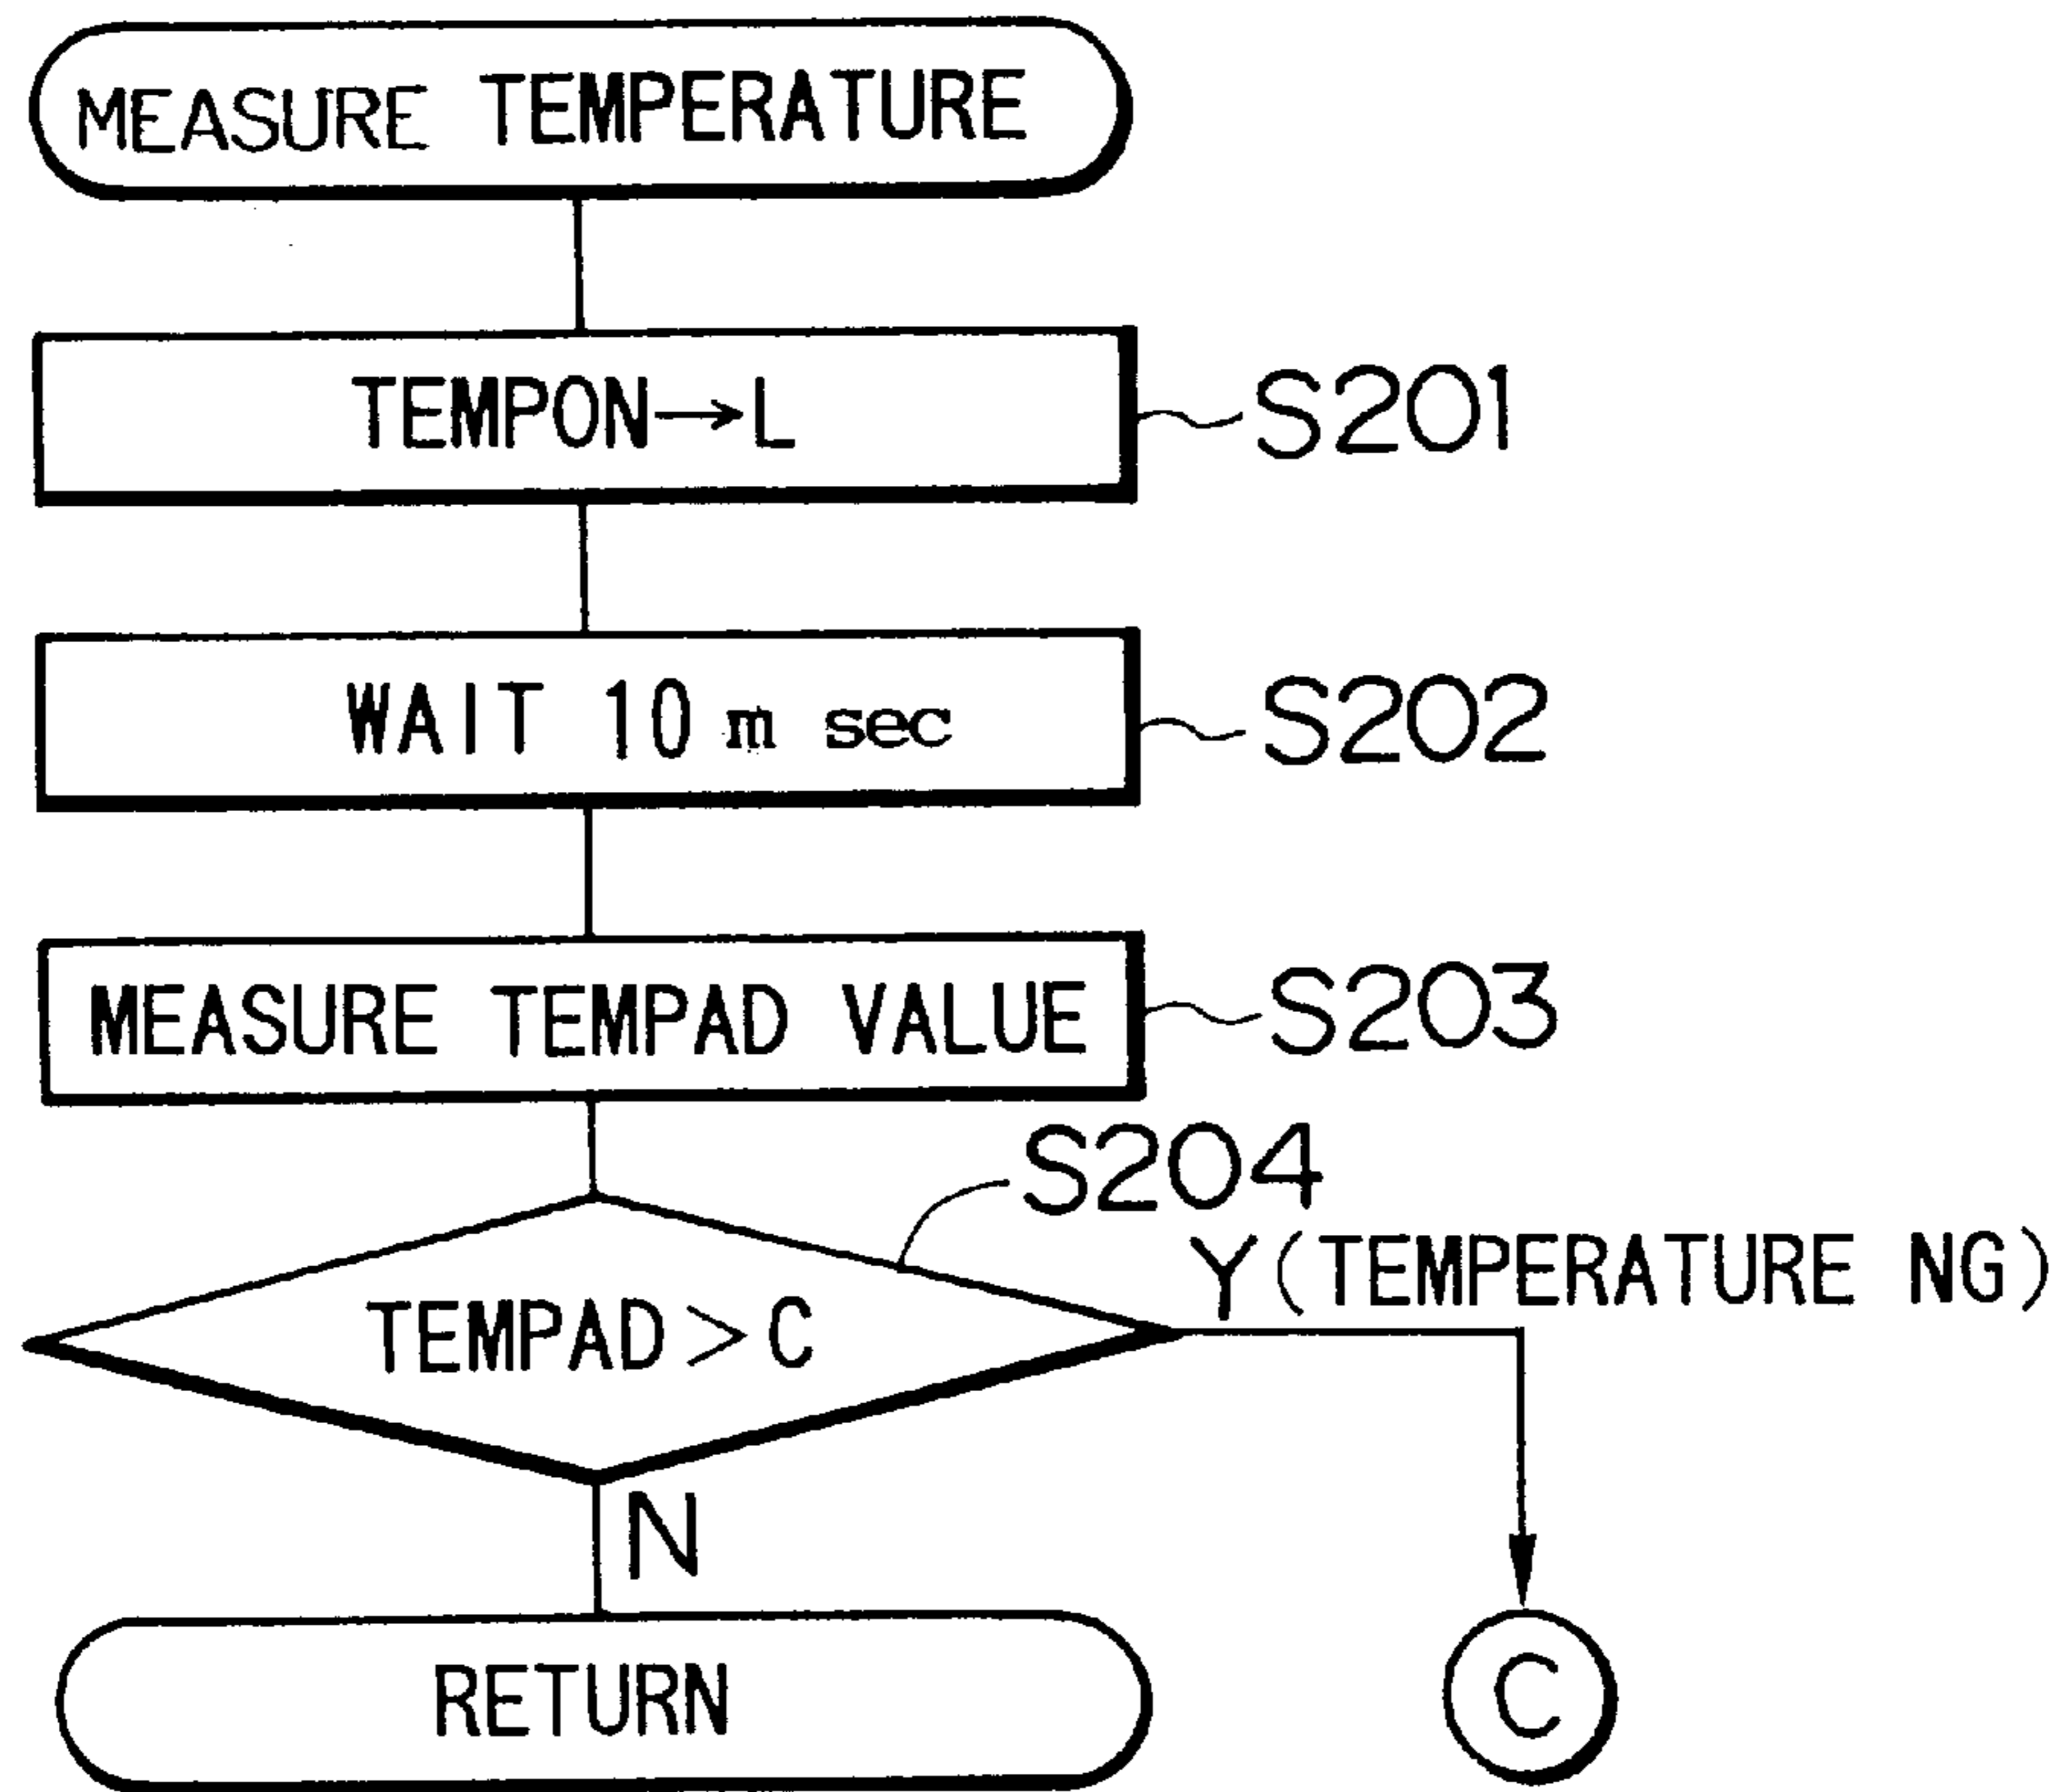 MEASURE TEMPERATURE
TEMPON→L
S201
WAIT 10 m sec
S202
MEASURE TEMPAD VALUE
S203
S204
Y(TEMPERATURE NG)
TEMPAD>C
N
RETURN
C